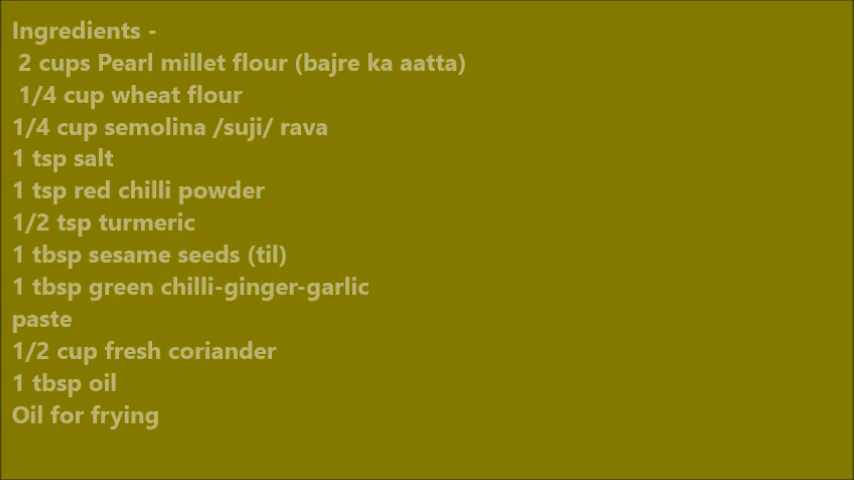 Ingredients -
2 cups Pearl millet flour (bajre ka aatta)
1/4 cup wheat flour
1/4 cup semolina /suji/ rava
1 tsp salt
1 tsp red chilli powder
1/2 tsp turmeric
1 tbsp sesame seeds (til)
1 tbsp green chilli-ginger-garlic
paste
1/2 cup fresh coriander
1 tbsp oil
Oil for frying